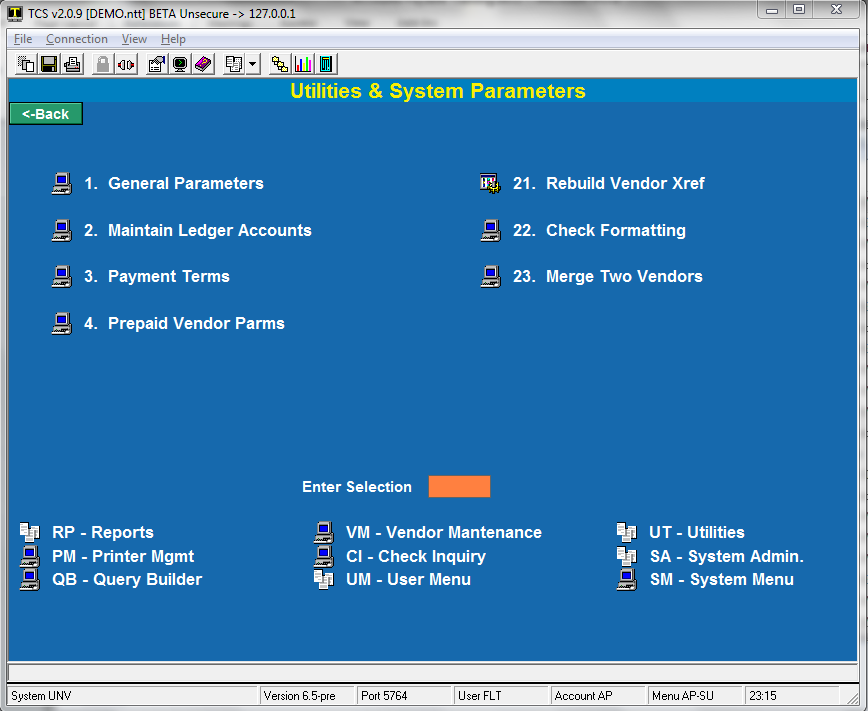 TCS v2.0.9 [DEMO.ntt] BETA Unsecure -> 127.0.0.1
File Connection View Help
Utilities & System Parameters
<-Back
1. General Parameters
21. Rebuild Vendor Xref
2. Maintain Ledger Accounts
22. Check Formatting
3. Payment Terms
23. Merge Two Vendors
4. Prepaid Vendor Parms
Enter Selection
RP - Reports
VM - Vendor Mantenance
UT - Utilities
PM - Printer Mgmt
CI - Check Inquiry
SA - System Admin.
QB - Query Builder
UM - User Menu
SM - System Menu
System UNV
Version 6.5-pre
Port 5764
User FLT
Account AP
Menu AP-SU
23:15